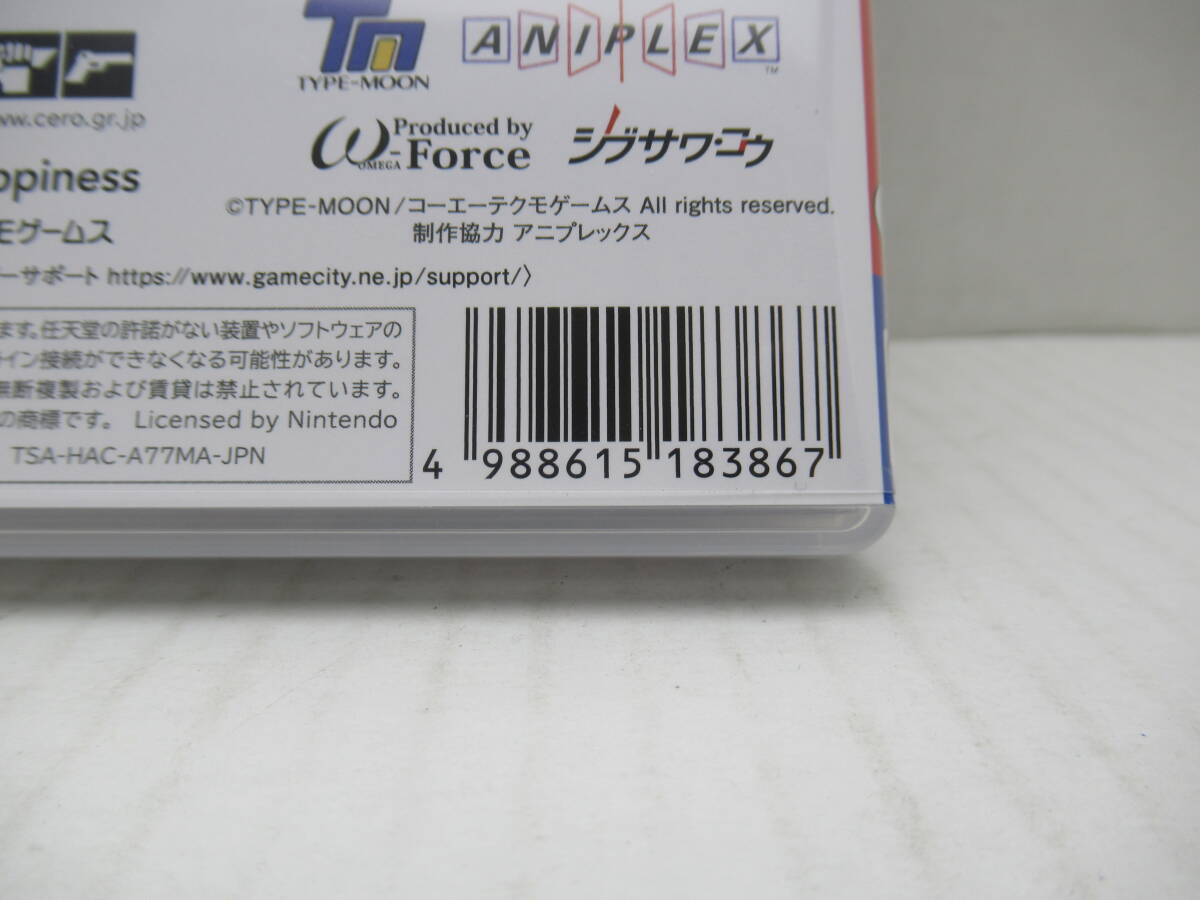 TYPE-MOON
ANIPLEX
TM
www.cero.gr.jp
ω-Force
Produced by
OMEGA
シブサワ・コウ
ppiness
©TYPE-MOON/コーエーテクモゲームス All rights reserved.
モゲームス
制作協力 アニプレックス
ーサポート https://www.gamecity.ne.jp/support/〉
ます。任天堂の許諾がない装置やソフトウェアの
イン接続ができなくなる可能性があります。
無断複製および賃貸は禁止されています。
の商標です。 Licensed by Nintendo
TSA-HAC-A77MA-JPN
4 988615 183867